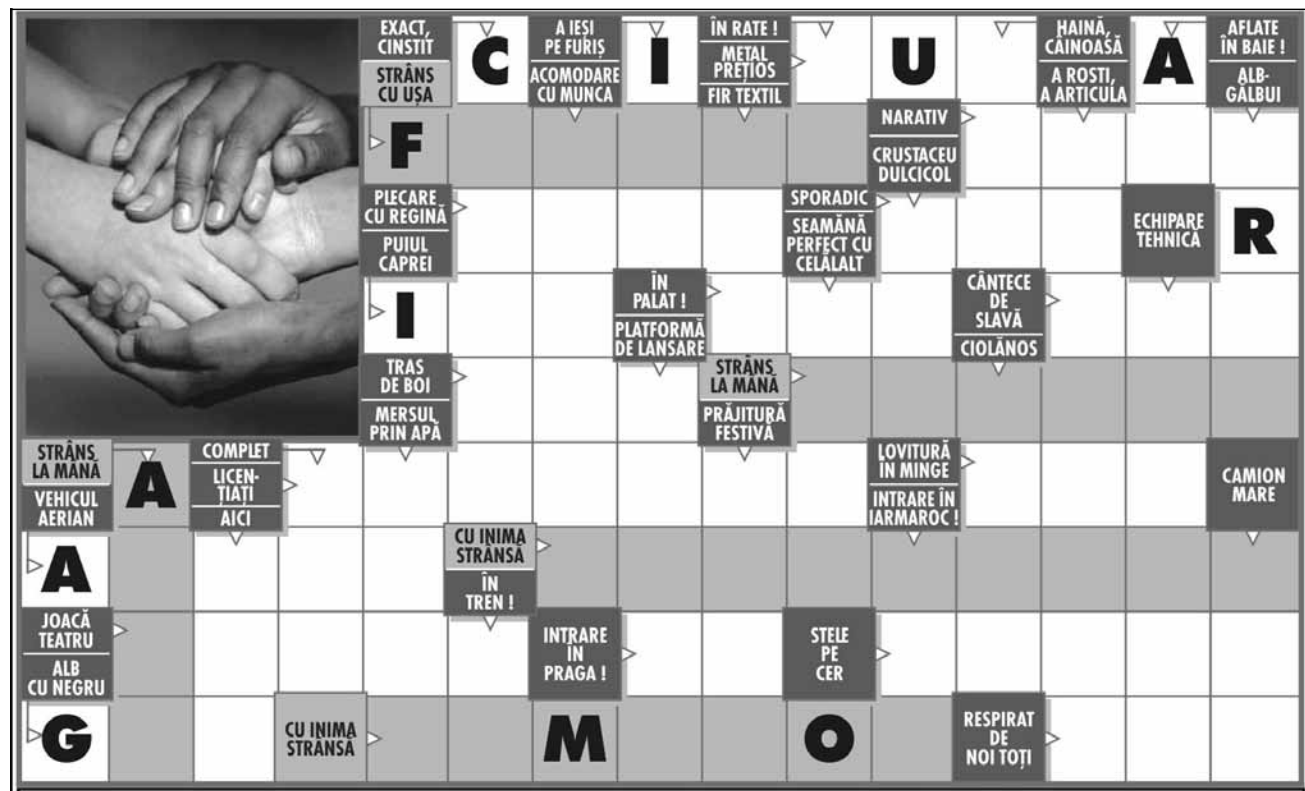 EXACT,
CINSTIT
STRÂNS
CU UȘA
C
A IEȘI
PE FURIȘ
ACOMODARE
CU MUNCA
I
ÎN RATE !
METAL
PREȚIOS
FIR TEXTIL
U
HAINĂ,
CÂINOASĂ
A ROSTI,
A ARTICULA
A
AFLATE
ÎN BAIE !
ALB-
GĂLBUI
F
NARATIV
CRUSTACEU
DULCICOL
PLECARE
CU REGINĂ
PUIUL
CAPREI
SPORADIC
SEAMĂNĂ
PERFECT CU
CELĂLALT
ECHIPARE
TEHNICĂ
R
I
ÎN
PALAT !
PLATFORMĂ
DE LANSARE
CÂNTECE
DE
SLAVĂ
CIOLĂNOS
TRAS
DE BOI
MERSUL
PRIN APĂ
STRÂNS
LA MÂNĂ
PRĂJITURĂ
FESTIVĂ
STRÂNS
LA MÂNĂ
VEHICUL
AERIAN
A
COMPLET
LICEN-
ȚIAȚI
AICI
LOVITURĂ
ÎN MINGE
INTRARE ÎN
IARMAROC !
CAMION
MARE
A
CU INIMA
STRÂNSĂ
ÎN
TREN !
JOACĂ
TEATRU
ALB
CU NEGRU
INTRARE
ÎN
PRAGA !
STELE
PE
CER
G
CU INIMA
STRÂNSĂ
M
O
RESPIRAT
DE
NOI TOȚI